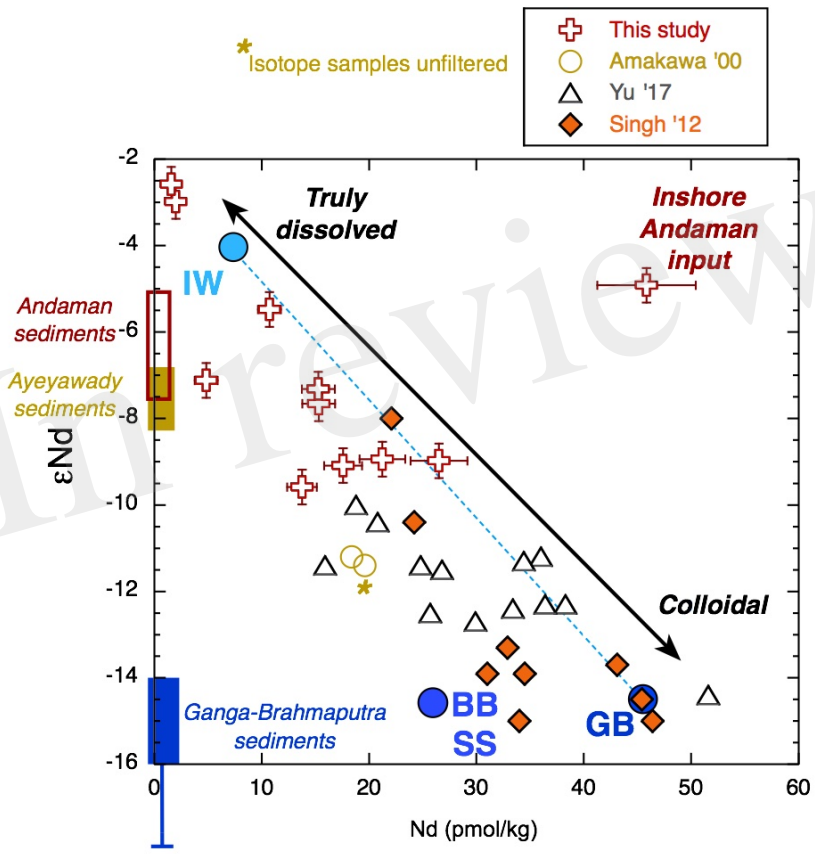 This study
Amakawa '00
Yu '17
Singh '12
*Isotope samples unfiltered
-2
-4
-6
-8
-10
-12
-14
-16
εNd
Truly
dissolved
Inshore
Andaman
input
IW
Andaman
sediments
Ayeyawady
sediments
*
Colloidal
Ganga-Brahmaputra
sediments
BB
SS
GB
0
10
20
30
40
50
60
Nd (pmol/kg)
In review